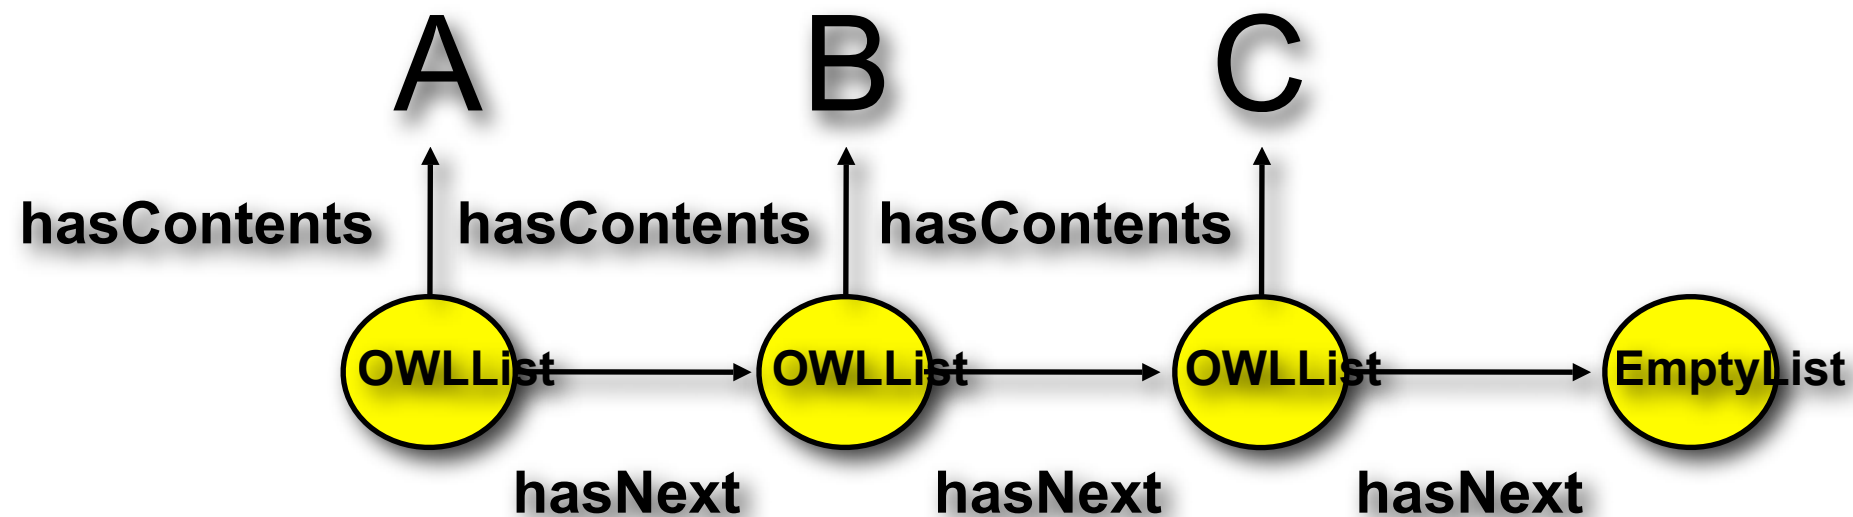 A B C
hasContents hasContents hasContents
OWLList OWLList OWLList EmptyList
hasNext hasNext hasNext